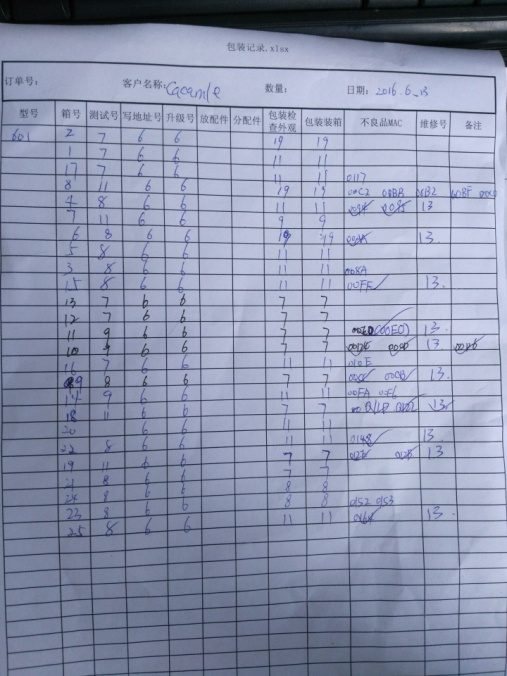 包装记录.xlsx
订单号: 客户名称: 数量: 日期: 2016.6.13
型号 箱号 测试号 写地址号 升级号 放配件 分配件 包装检查外观 包装装箱 不良品MAC 维修号 备注
601 2 7 6 6 19 19
1 7 6 6 11 11
17 7 6 6 11 11 0117
8 11 6 6 19 19 00C2 00BB 00B2 00BF
4 8 6 6 11 11 13
7 11 6 6 9 9
6 8 6 6 19 19 13
5 8 6 6 11 11
3 8 6 6 11 11 008A
15 8 6 6 11 11 00FF 13.
13 7 6 6 7 7
12 7 6 6 7 7
11 9 6 6 7 7 (00E0) 13.
10 6 6 7 7 13
16 7 6 6 11 11 010E
8 6 6 7 7 000B 13.
14 9 6 6 11 11 00FA 00F6
18 11 6 6 7 7 13
20 6 6 11 11
22 8 6 6 11 11 0148 13
19 11 6 6 7 7 13
21 8 6 6 7 7
24 8 6 6 8 8
23 8 6 6 8 8 0152 0153
25 8 6 6 11 11 0164 13.